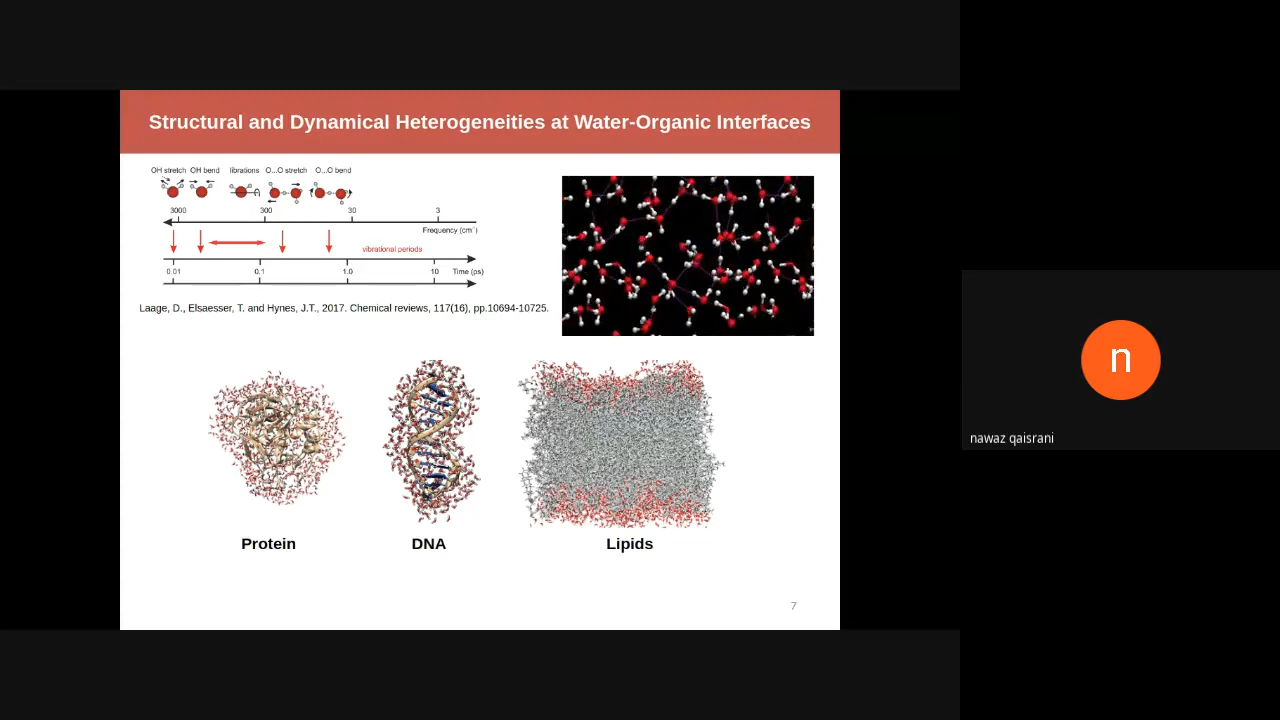 Structural and Dynamical Heterogeneities at Water-Organic Interfaces
OH stretch OH bend librations O...O stretch O...O bend
3000 300 30 3
Frequency (cm⁻)
vibrational periods
0.01 0.1 1.0 10 Time (ps)
Laage, D., Elsaesser, T. and Hynes, J.T., 2017. Chemical reviews, 117(16), pp.10694-10725.
Protein DNA Lipids
7
n
nawaz qaisrani